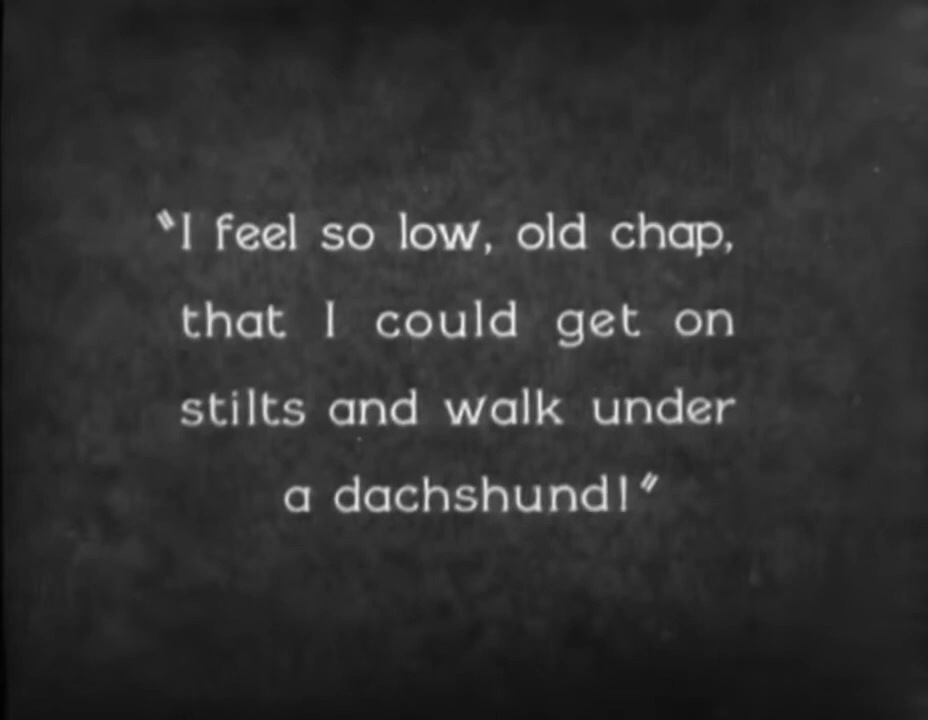 "I feel so low, old chap,
that I could get on
stilts and walk under
a dachshund!"